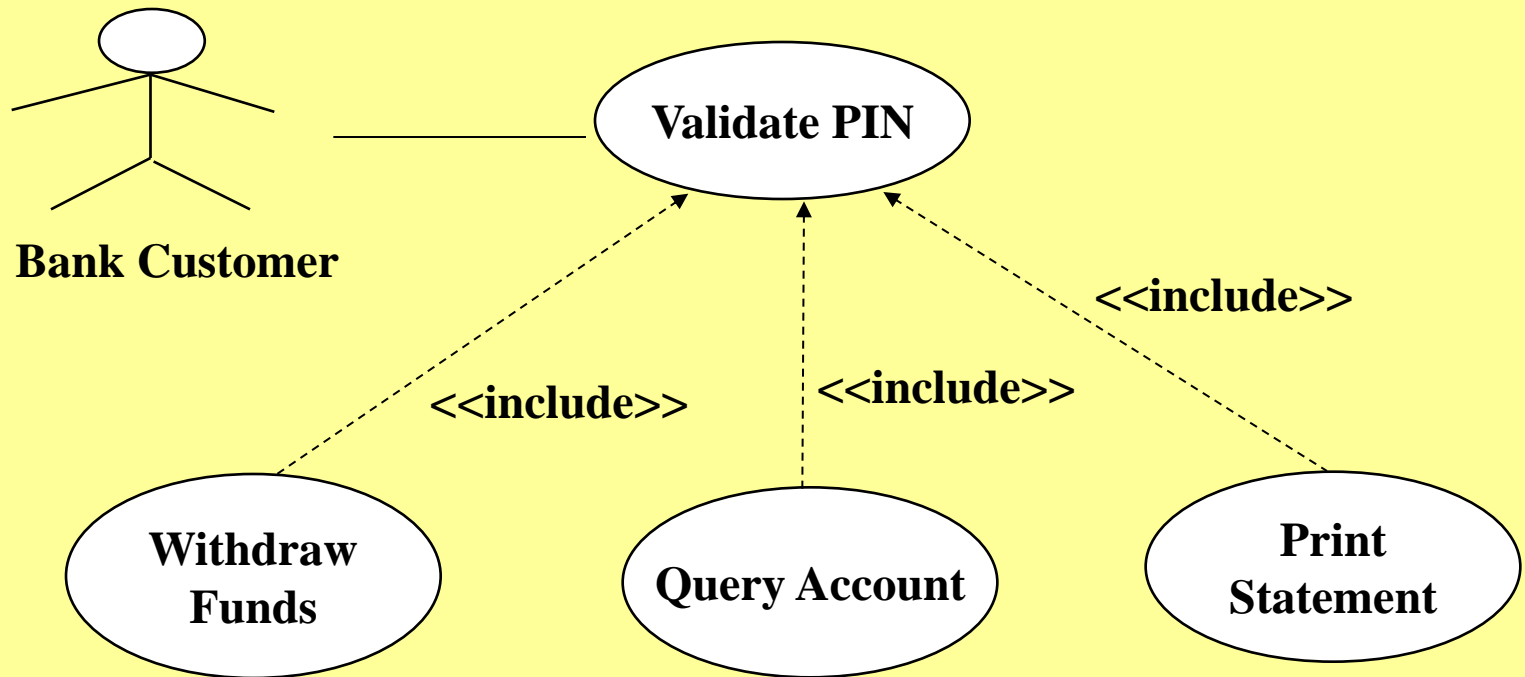 Validate PIN
Bank Customer
<<include>>
<<include>>
<<include>>
Withdraw
Funds
Query Account
Print
Statement